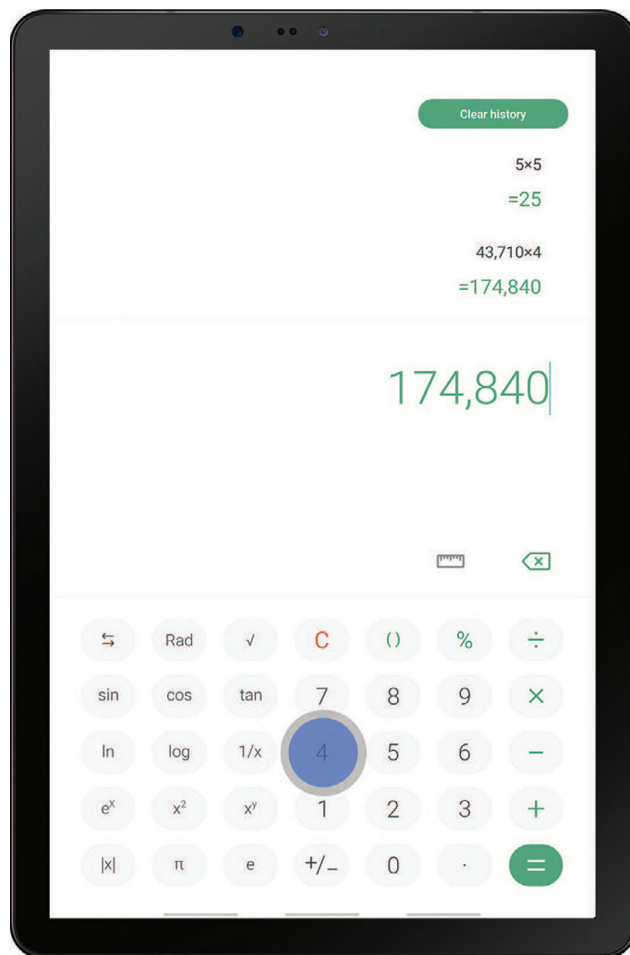 Clear history
5×5
=25
43,710×4
=174,840
174,840
⇆ Rad √ C () % ÷
sin cos tan 7 8 9 ×
ln log 1/x 4 5 6 −
eˣ x² xʸ 1 2 3 +
|x| π e +/− 0 . =